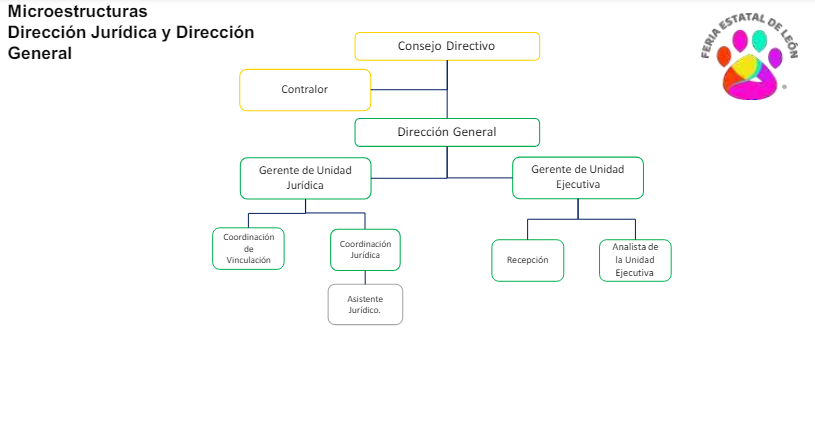 Microestructuras
Dirección Jurídica y Dirección
General
FERIA ESTATAL DE LEÓN
Consejo Directivo
Contralor
Dirección General
Gerente de Unidad
Jurídica
Gerente de Unidad
Ejecutiva
Coordinación
de
Vinculación
Coordinación
Jurídica
Recepción
Analista de
la Unidad
Ejecutiva
Asistente
Jurídico.